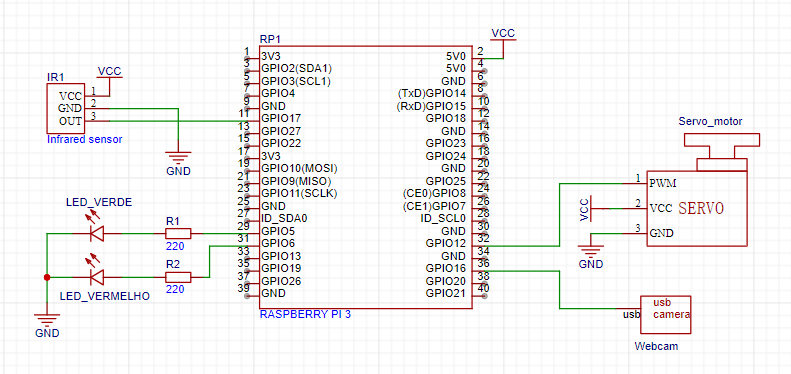 RP1
VCC
IR1
VCC
VCC 1
GND 2
OUT 3
Infrared sensor
GND
1 3V3
3 GPIO2(SDA1)
5 GPIO3(SCL1)
7 GPIO4
9 GND
11 GPIO17
13 GPIO27
15 GPIO22
17 3V3
19 GPIO10(MOSI)
21 GPIO9(MISO)
23 GPIO11(SCLK)
25 GND
27 ID_SDA0
29 GPIO5
31 GPIO6
33 GPIO13
35 GPIO19
37 GPIO26
39 GND
5V0 2
5V0 4
GND 6
(TxD)GPIO14 8
(RxD)GPIO15 10
GPIO18 12
GND 14
GPIO23 16
GPIO24 18
GND 20
GPIO25 22
(CE0)GPIO8 24
(CE1)GPIO7 26
ID_SCL0 28
GND 30
GPIO12 32
GND 34
GPIO16 36
GPIO20 38
GPIO21 40
RASPBERRY PI 3
LED_VERDE
R1
220
R2
220
LED_VERMELHO
GND
Servo_motor
1 PWM
2 VCC
3 GND
SERVO
VCC
GND
usb
usb
camera
Webcam